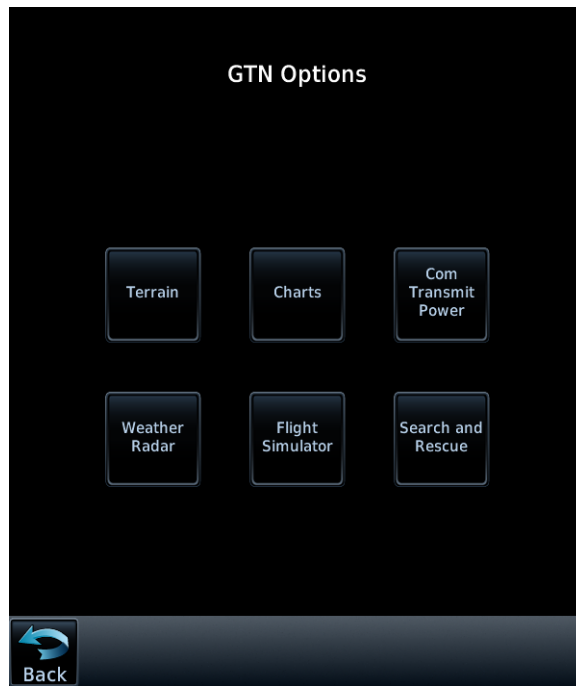 GTN Options
Terrain
Charts
Com
Transmit
Power
Weather
Radar
Flight
Simulator
Search and
Rescue
Back